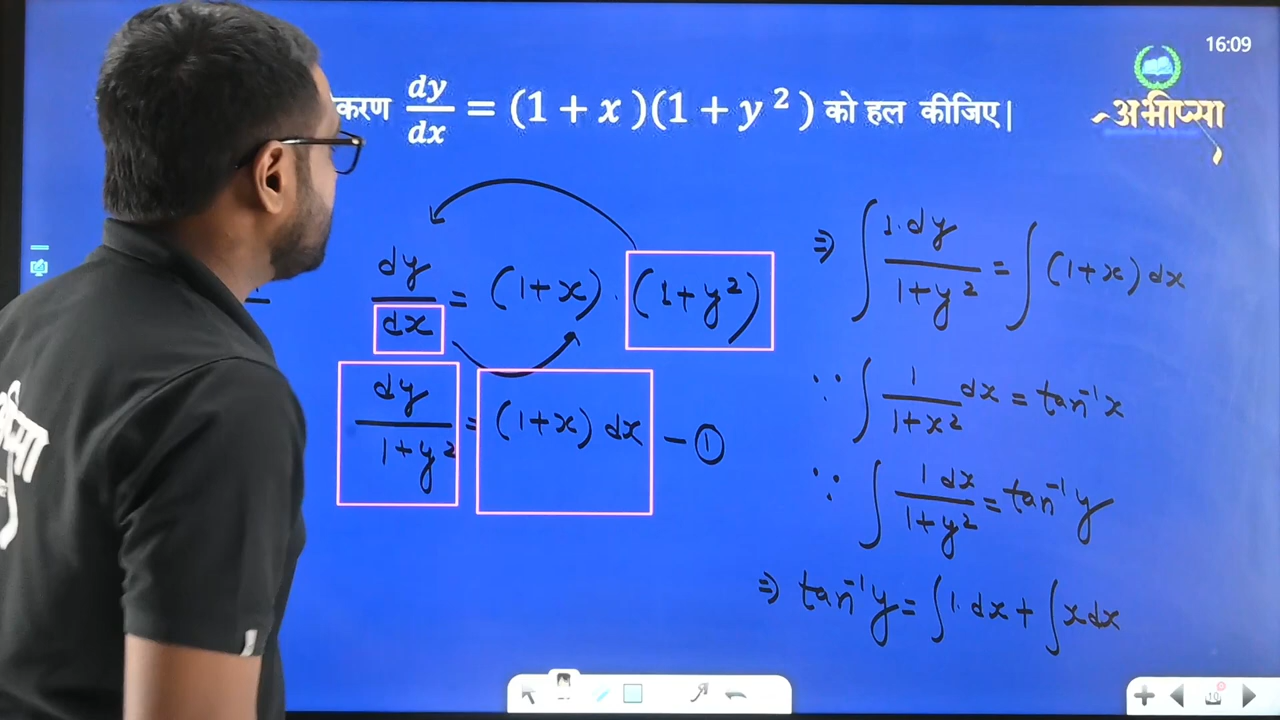 16:09
अभीप्सा
करण dy/dx = (1 + x )(1 + y ²) को हल कीजिए।
dy/dx = (1+x) · (1+y²)
dy/1+y² = (1+x) dx – ①
⇒ ∫ 1·dy/1+y² = ∫ (1+x) dx
∵ ∫ 1/1+x² dx = tan⁻¹x
∵ ∫ 1 dx/1+y² = tan⁻¹y
⇒ tan⁻¹y = ∫1·dx + ∫x dx
10